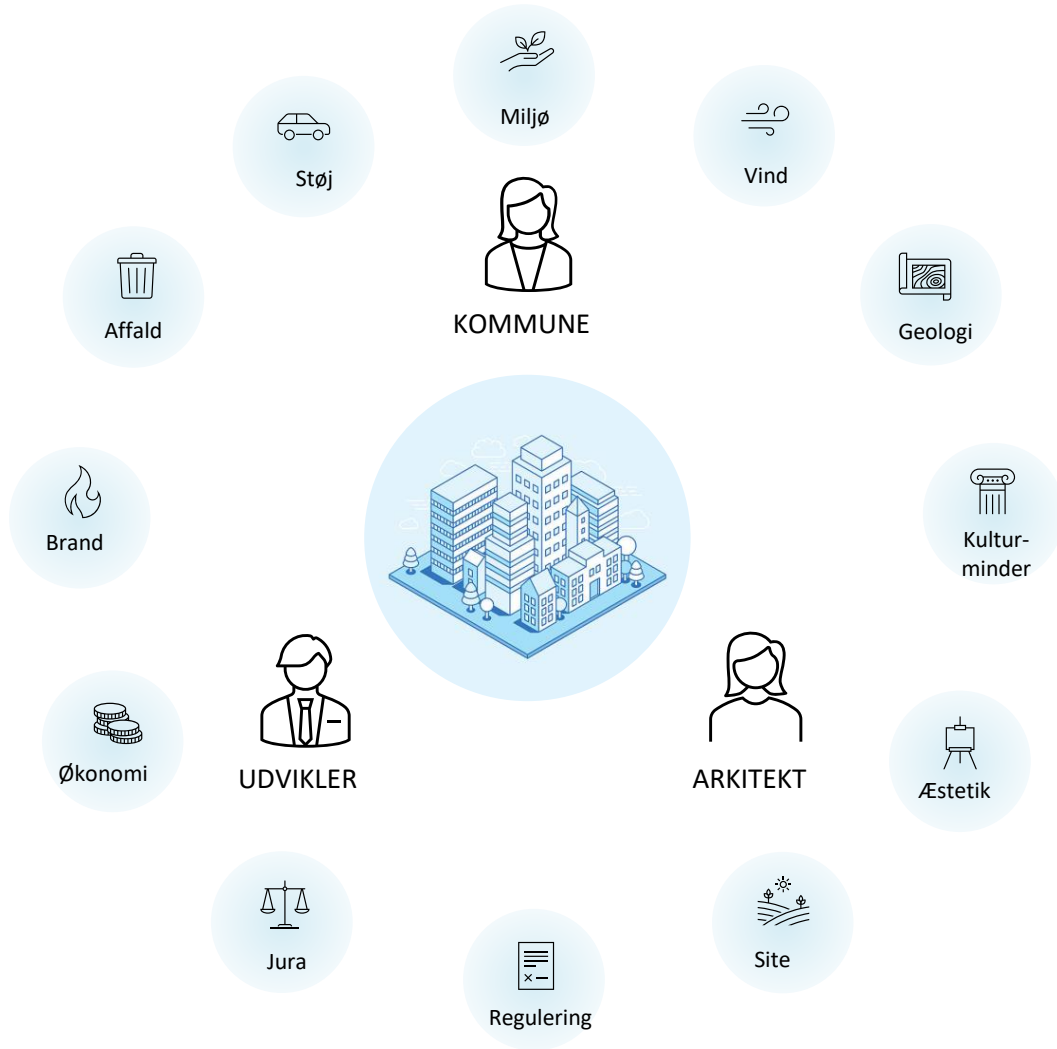 Miljø
Støj
Vind
KOMMUNE
Affald
Geologi
Brand
Kultur-
minder
Økonomi
UDVIKLER
ARKITEKT
Æstetik
Jura
Site
Regulering